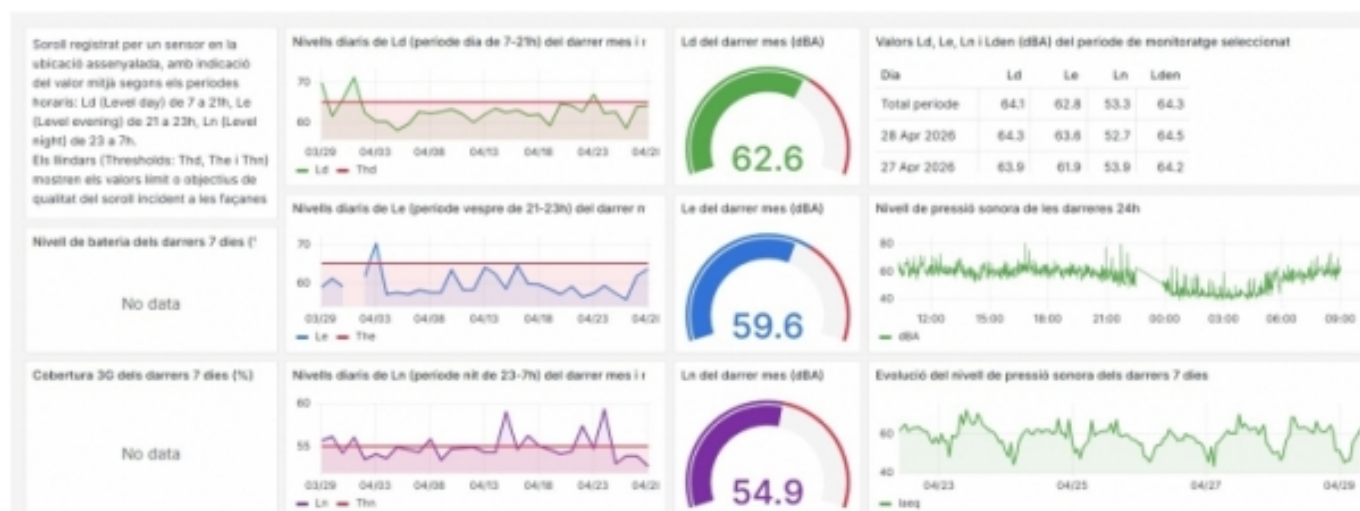 Soroll registrat per un sensor en la
ubicació assenyalada, amb indicació
del valor mitjà segons els períodes
horaris: Ld (Level day) de 7 a 21h, Le
(Level evening) de 21 a 23h, Ln (Level
night) de 23 a 7h.
Els llindars (Thresholds: Thd, The i Thn)
mostren els valors límit o objectius de
qualitat del soroll incident a les façanes
Nivell de bateria dels darrers 7 dies (
No data
Cobertura 3G dels darrers 7 dies (%)
No data
Nivells diaris de Ld (període dia de 7-21h) del darrer mes i
70
60
03/29 04/03 04/08 04/13 04/18 04/23 04/2
Ld Thd
Nivells diaris de Le (període vespre de 21-23h) del darrer
70
60
03/29 04/03 04/08 04/13 04/18 04/23 04/2
Le The
Nivells diaris de Ln (període nit de 23-7h) del darrer mes i
60
55
03/29 04/03 04/08 04/13 04/18 04/23 04/2
Ln Thn
Ld del darrer mes (dBA)
62.6
Le del darrer mes (dBA)
59.6
Ln del darrer mes (dBA)
54.9
Valors Ld, Le, Ln i Lden (dBA) del període de monitoratge seleccionat
Dia Ld Le Ln Lden
Total període 64.1 62.8 53.3 64.3
28 Apr 2026 64.3 63.6 52.7 64.5
27 Apr 2026 63.9 61.9 53.9 64.2
Nivell de pressió sonora de les darreres 24h
80
60
40
12:00 15:00 18:00 21:00 00:00 03:00 06:00 09:00
dBA
Evolució del nivell de pressió sonora dels darrers 7 dies
60
40
04/23 04/25 04/27 04/29
laeq